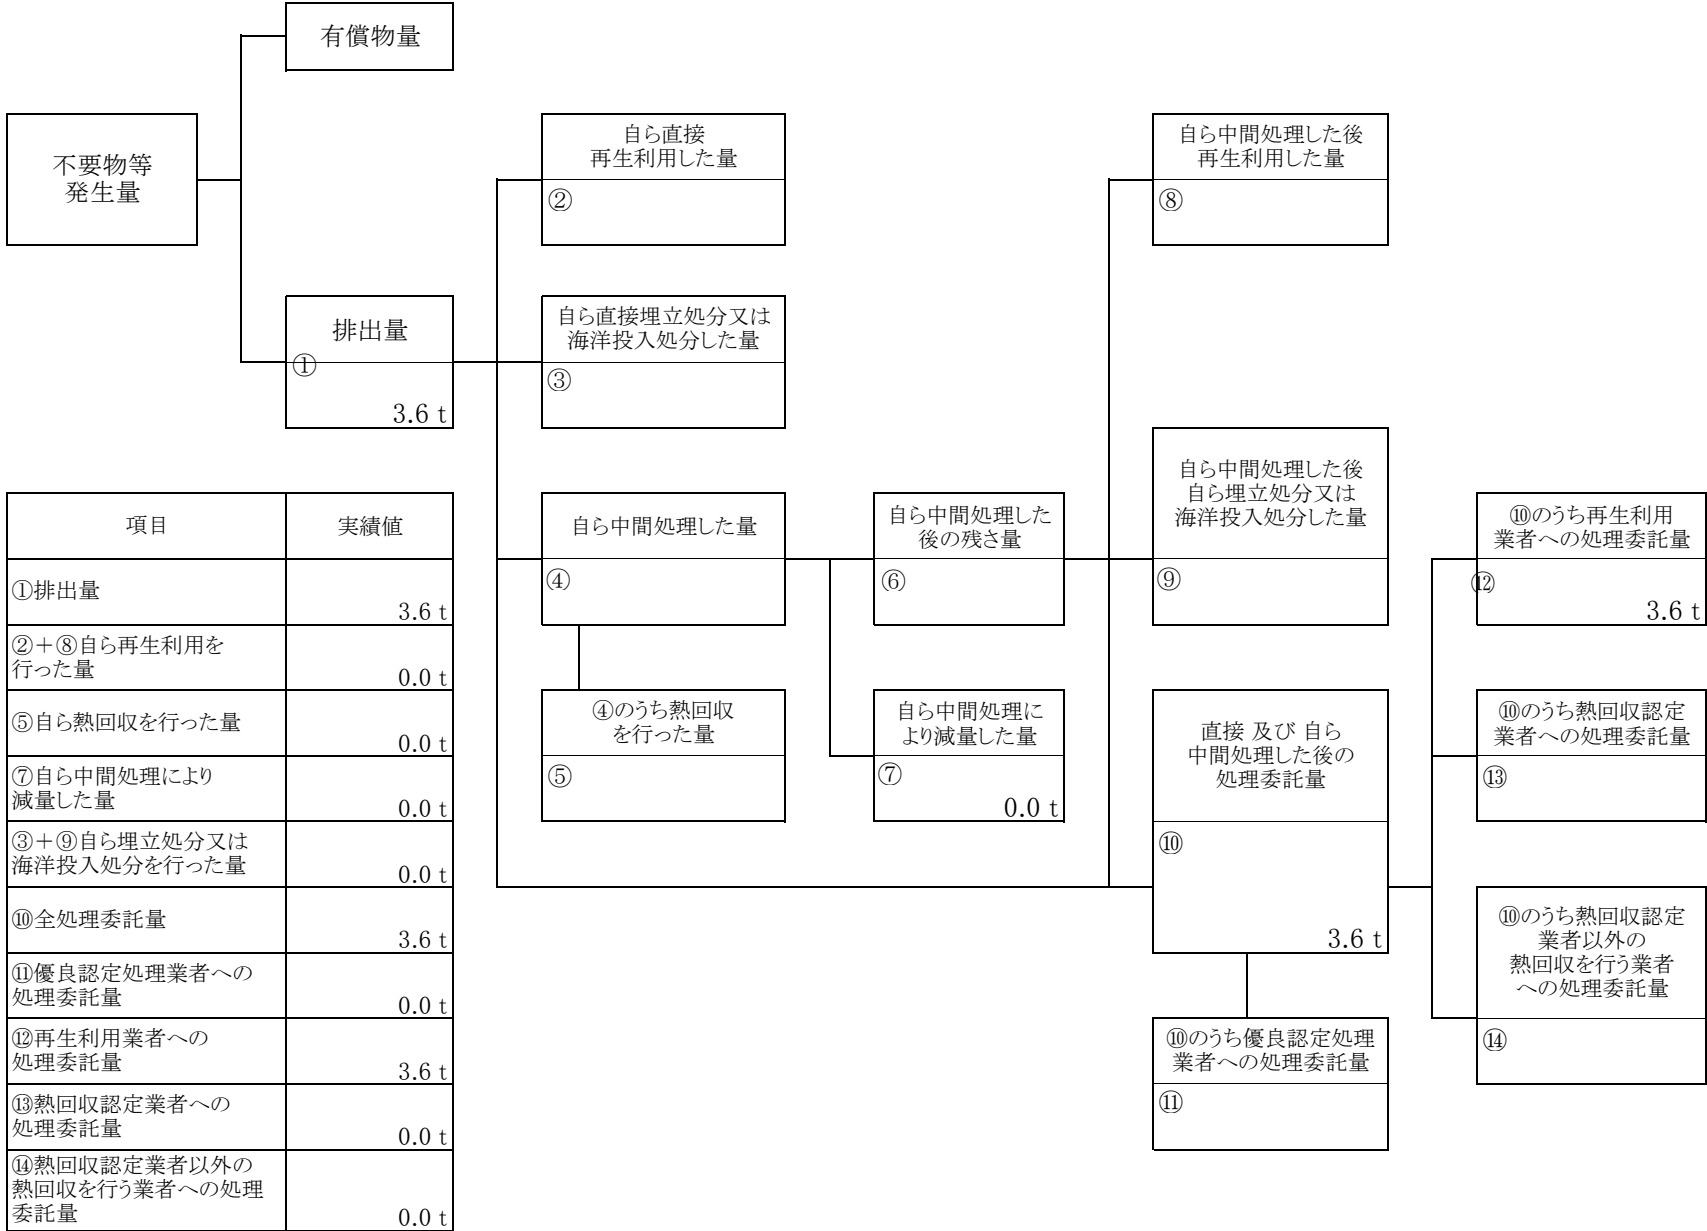 有償物量
不要物等
発生量
自ら直接
再生利用した量
②
自ら中間処理した後
再生利用した量
⑧
排出量
①
3.6 t
自ら直接埋立処分又は
海洋投入処分した量
③
自ら中間処理した量
④
自ら中間処理した
後の残さ量
⑥
自ら中間処理した後
自ら埋立処分又は
海洋投入処分した量
⑨
⑩のうち再生利用
業者への処理委託量
⑫
3.6 t
④のうち熱回収
を行った量
⑤
自ら中間処理に
より減量した量
⑦
0.0 t
直接 及び 自ら
中間処理した後の
処理委託量
⑩
3.6 t
⑩のうち熱回収認定
業者への処理委託量
⑬
⑩のうち熱回収認定
業者以外の
熱回収を行う業者
への処理委託量
⑭
⑩のうち優良認定処理
業者への処理委託量
⑪
項目 実績値
①排出量
3.6 t
②+⑧自ら再生利用を
行った量
0.0 t
⑤自ら熱回収を行った量
0.0 t
⑦自ら中間処理により
減量した量
0.0 t
③+⑨自ら埋立処分又は
海洋投入処分を行った量
0.0 t
⑩全処理委託量
3.6 t
⑪優良認定処理業者への
処理委託量
0.0 t
⑫再生利用業者への
処理委託量
3.6 t
⑬熱回収認定業者への
処理委託量
0.0 t
⑭熱回収認定業者以外の
熱回収を行う業者への処理
委託量
0.0 t